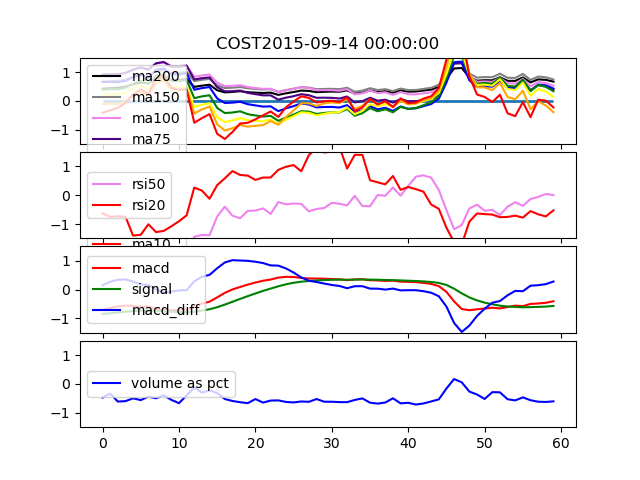 COST2015-09-14 00:00:00
1
0
−1
ma200
ma150
ma100
ma75
1
0
−1
rsi50
rsi20
ma10
1
0
−1
macd
signal
macd_diff
1
0
−1
volume as pct
0 10 20 30 40 50 60